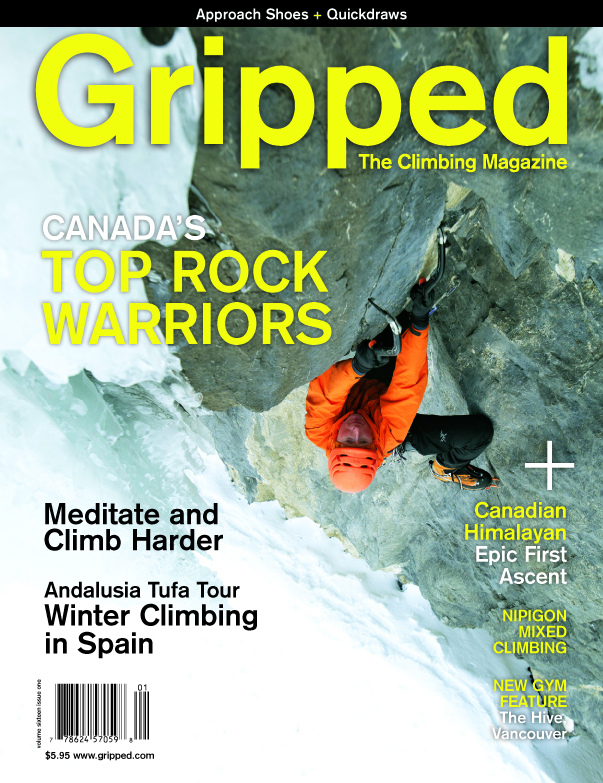 Approach Shoes + Quickdraws
Gripped
The Climbing Magazine
CANADA'S
TOP ROCK
WARRIORS
Meditate and
Climb Harder
Andalusia Tufa Tour
Winter Climbing
in Spain
+
Canadian
Himalayan
Epic First
Ascent
NIPIGON
MIXED
CLIMBING
NEW GYM
FEATURE
The Hive,
Vancouver
volume sixteen issue one
01
7 78624 57059 8
$5.95 www.gripped.com